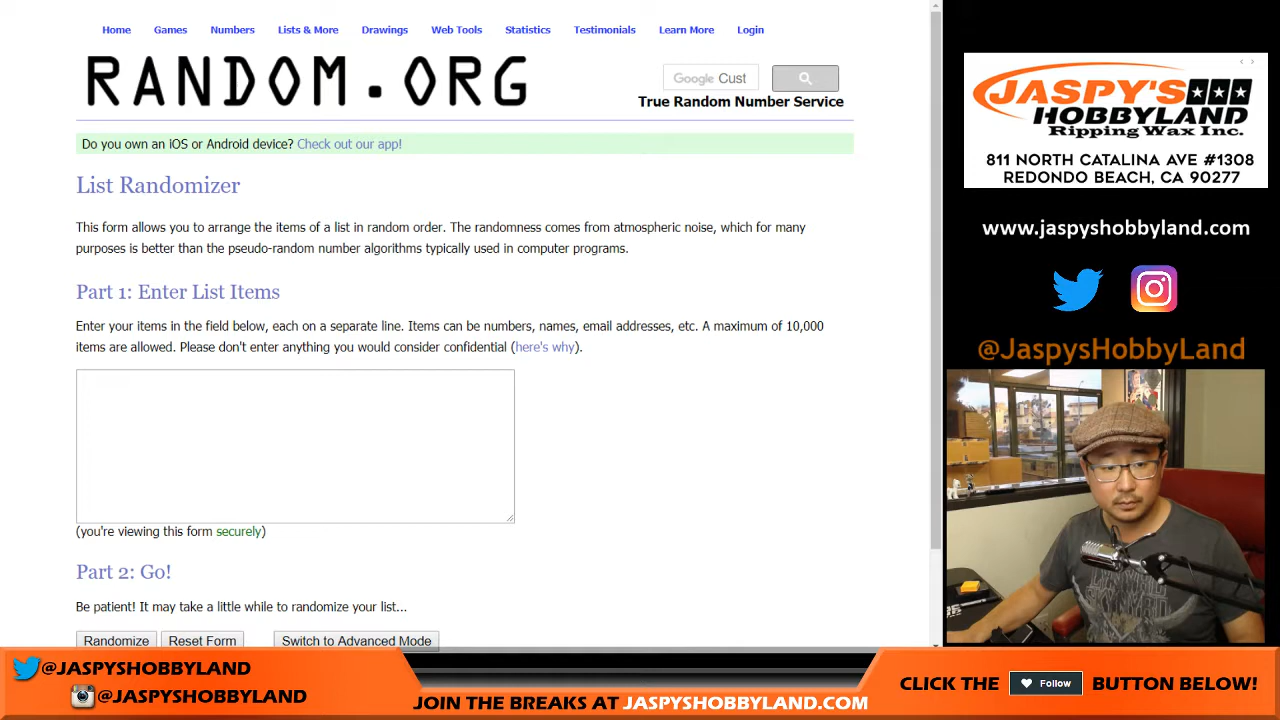 Home Games Numbers Lists & More Drawings Web Tools Statistics Testimonials Learn More Login
RANDOM.ORG
Google Cust
True Random Number Service
Do you own an iOS or Android device? Check out our app!
List Randomizer
This form allows you to arrange the items of a list in random order. The randomness comes from atmospheric noise, which for many
purposes is better than the pseudo-random number algorithms typically used in computer programs.
Part 1: Enter List Items
Enter your items in the field below, each on a separate line. Items can be numbers, names, email addresses, etc. A maximum of 10,000
items are allowed. Please don't enter anything you would consider confidential (here's why).
(you're viewing this form securely)
Part 2: Go!
Be patient! It may take a little while to randomize your list...
Randomize Reset Form Switch to Advanced Mode
JASPY'S
HOBBYLAND
Ripping Wax Inc.
811 NORTH CATALINA AVE #1308
REDONDO BEACH, CA 90277
www.jaspyshobbyland.com
@JaspysHobbyLand
@JASPYSHOBBYLAND
@JASPYSHOBBYLAND
JOIN THE BREAKS AT JASPYSHOBBYLAND.COM
CLICK THE Follow BUTTON BELOW!